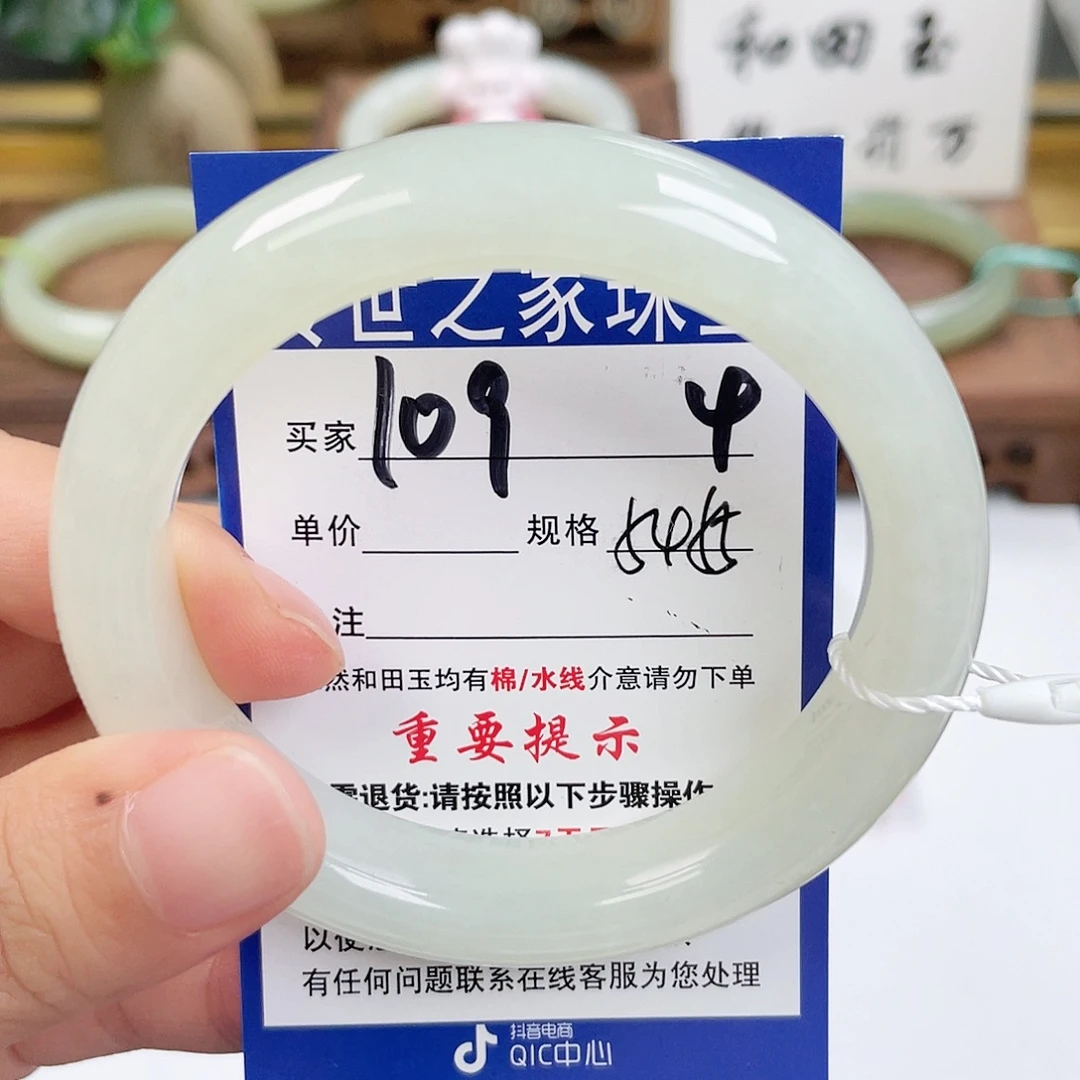 和田玉
世之家珠
买家 109 4
单价 规格
注
然和田玉均有棉/水线介意请勿下单
重要提示
需退货:请按照以下步骤操作
有任何问题联系在线客服为您处理
抖音电商
QIC中心